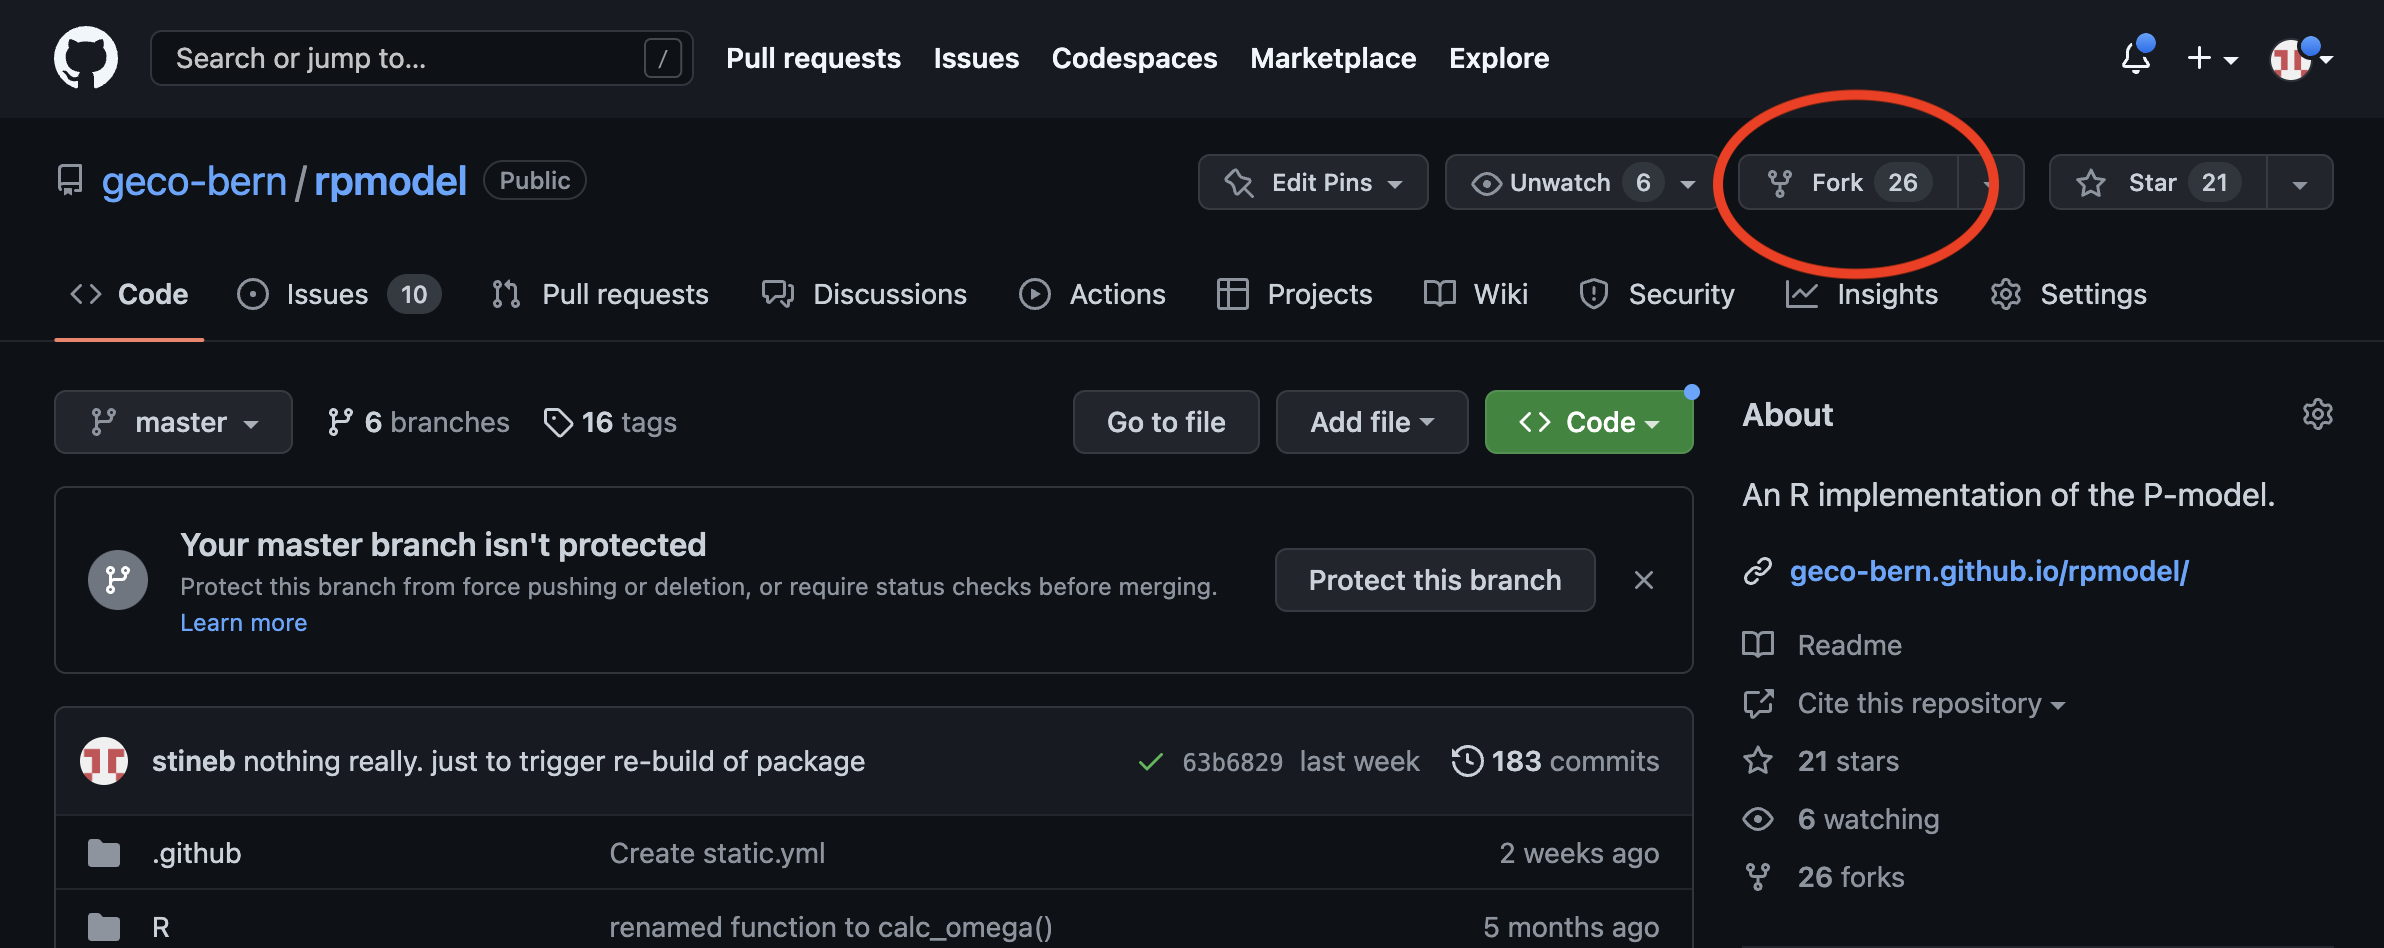 Search or jump to... / Pull requests Issues Codespaces Marketplace Explore
geco-bern / rpmodel Public Edit Pins Unwatch 6 Fork 26 Star 21
Code Issues 10 Pull requests Discussions Actions Projects Wiki Security Insights Settings
master 6 branches 16 tags Go to file Add file Code
About
An R implementation of the P-model.
geco-bern.github.io/rpmodel/
Readme
Cite this repository
21 stars
6 watching
26 forks
Your master branch isn't protected
Protect this branch from force pushing or deletion, or require status checks before merging.
Learn more
Protect this branch
stineb nothing really. just to trigger re-build of package 63b6829 last week 183 commits
.github Create static.yml 2 weeks ago
R renamed function to calc_omega() 5 months ago